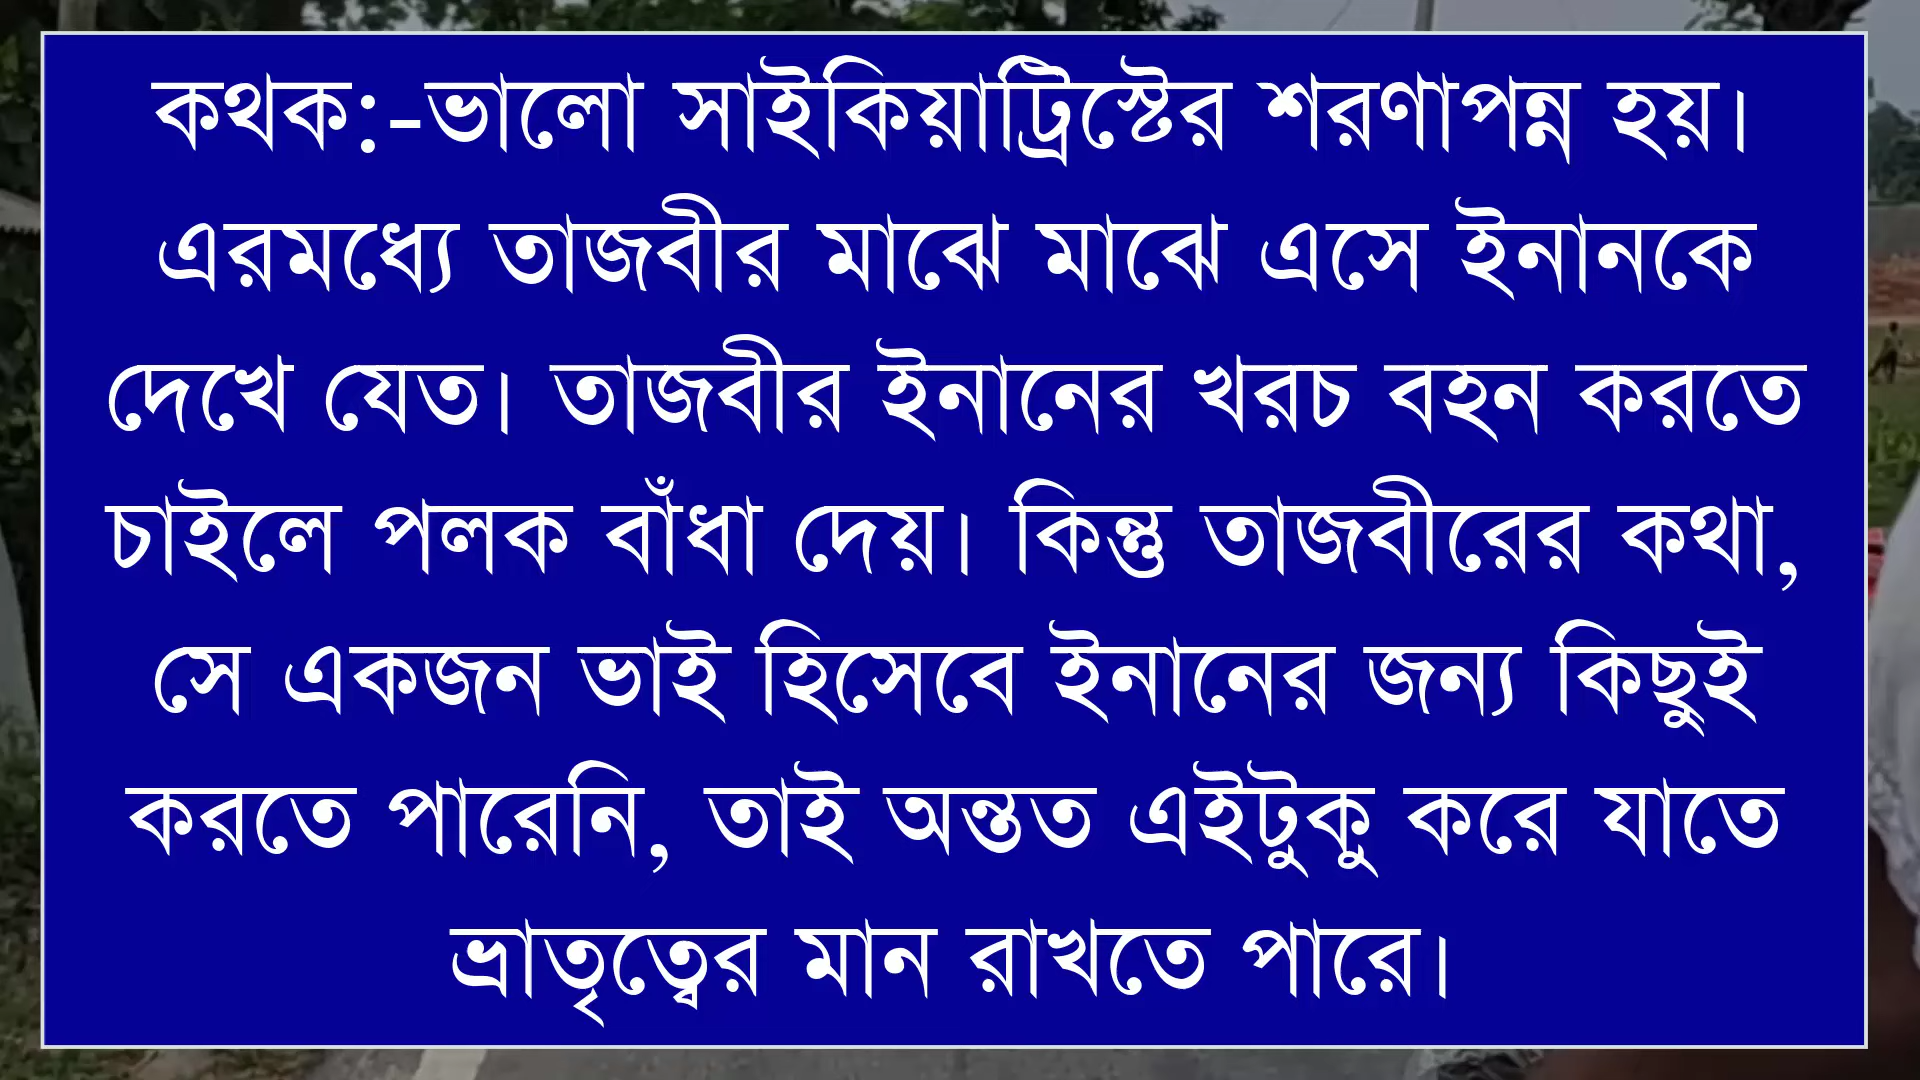 কথক:-ভালো সাইকিয়াট্রিস্টের শরণাপন্ন হয়।
এরমধ্যে তাজবীর মাঝে মাঝে এসে ইনানকে
দেখে যেত। তাজবীর ইনানের খরচ বহন করতে
চাইলে পলক বাঁধা দেয়। কিন্তু তাজবীরের কথা,
সে একজন ভাই হিসেবে ইনানের জন্য কিছুই
করতে পারেনি, তাই অন্তত এইটুকু করে যাতে
ভ্রাতৃত্বের মান রাখতে পারে।